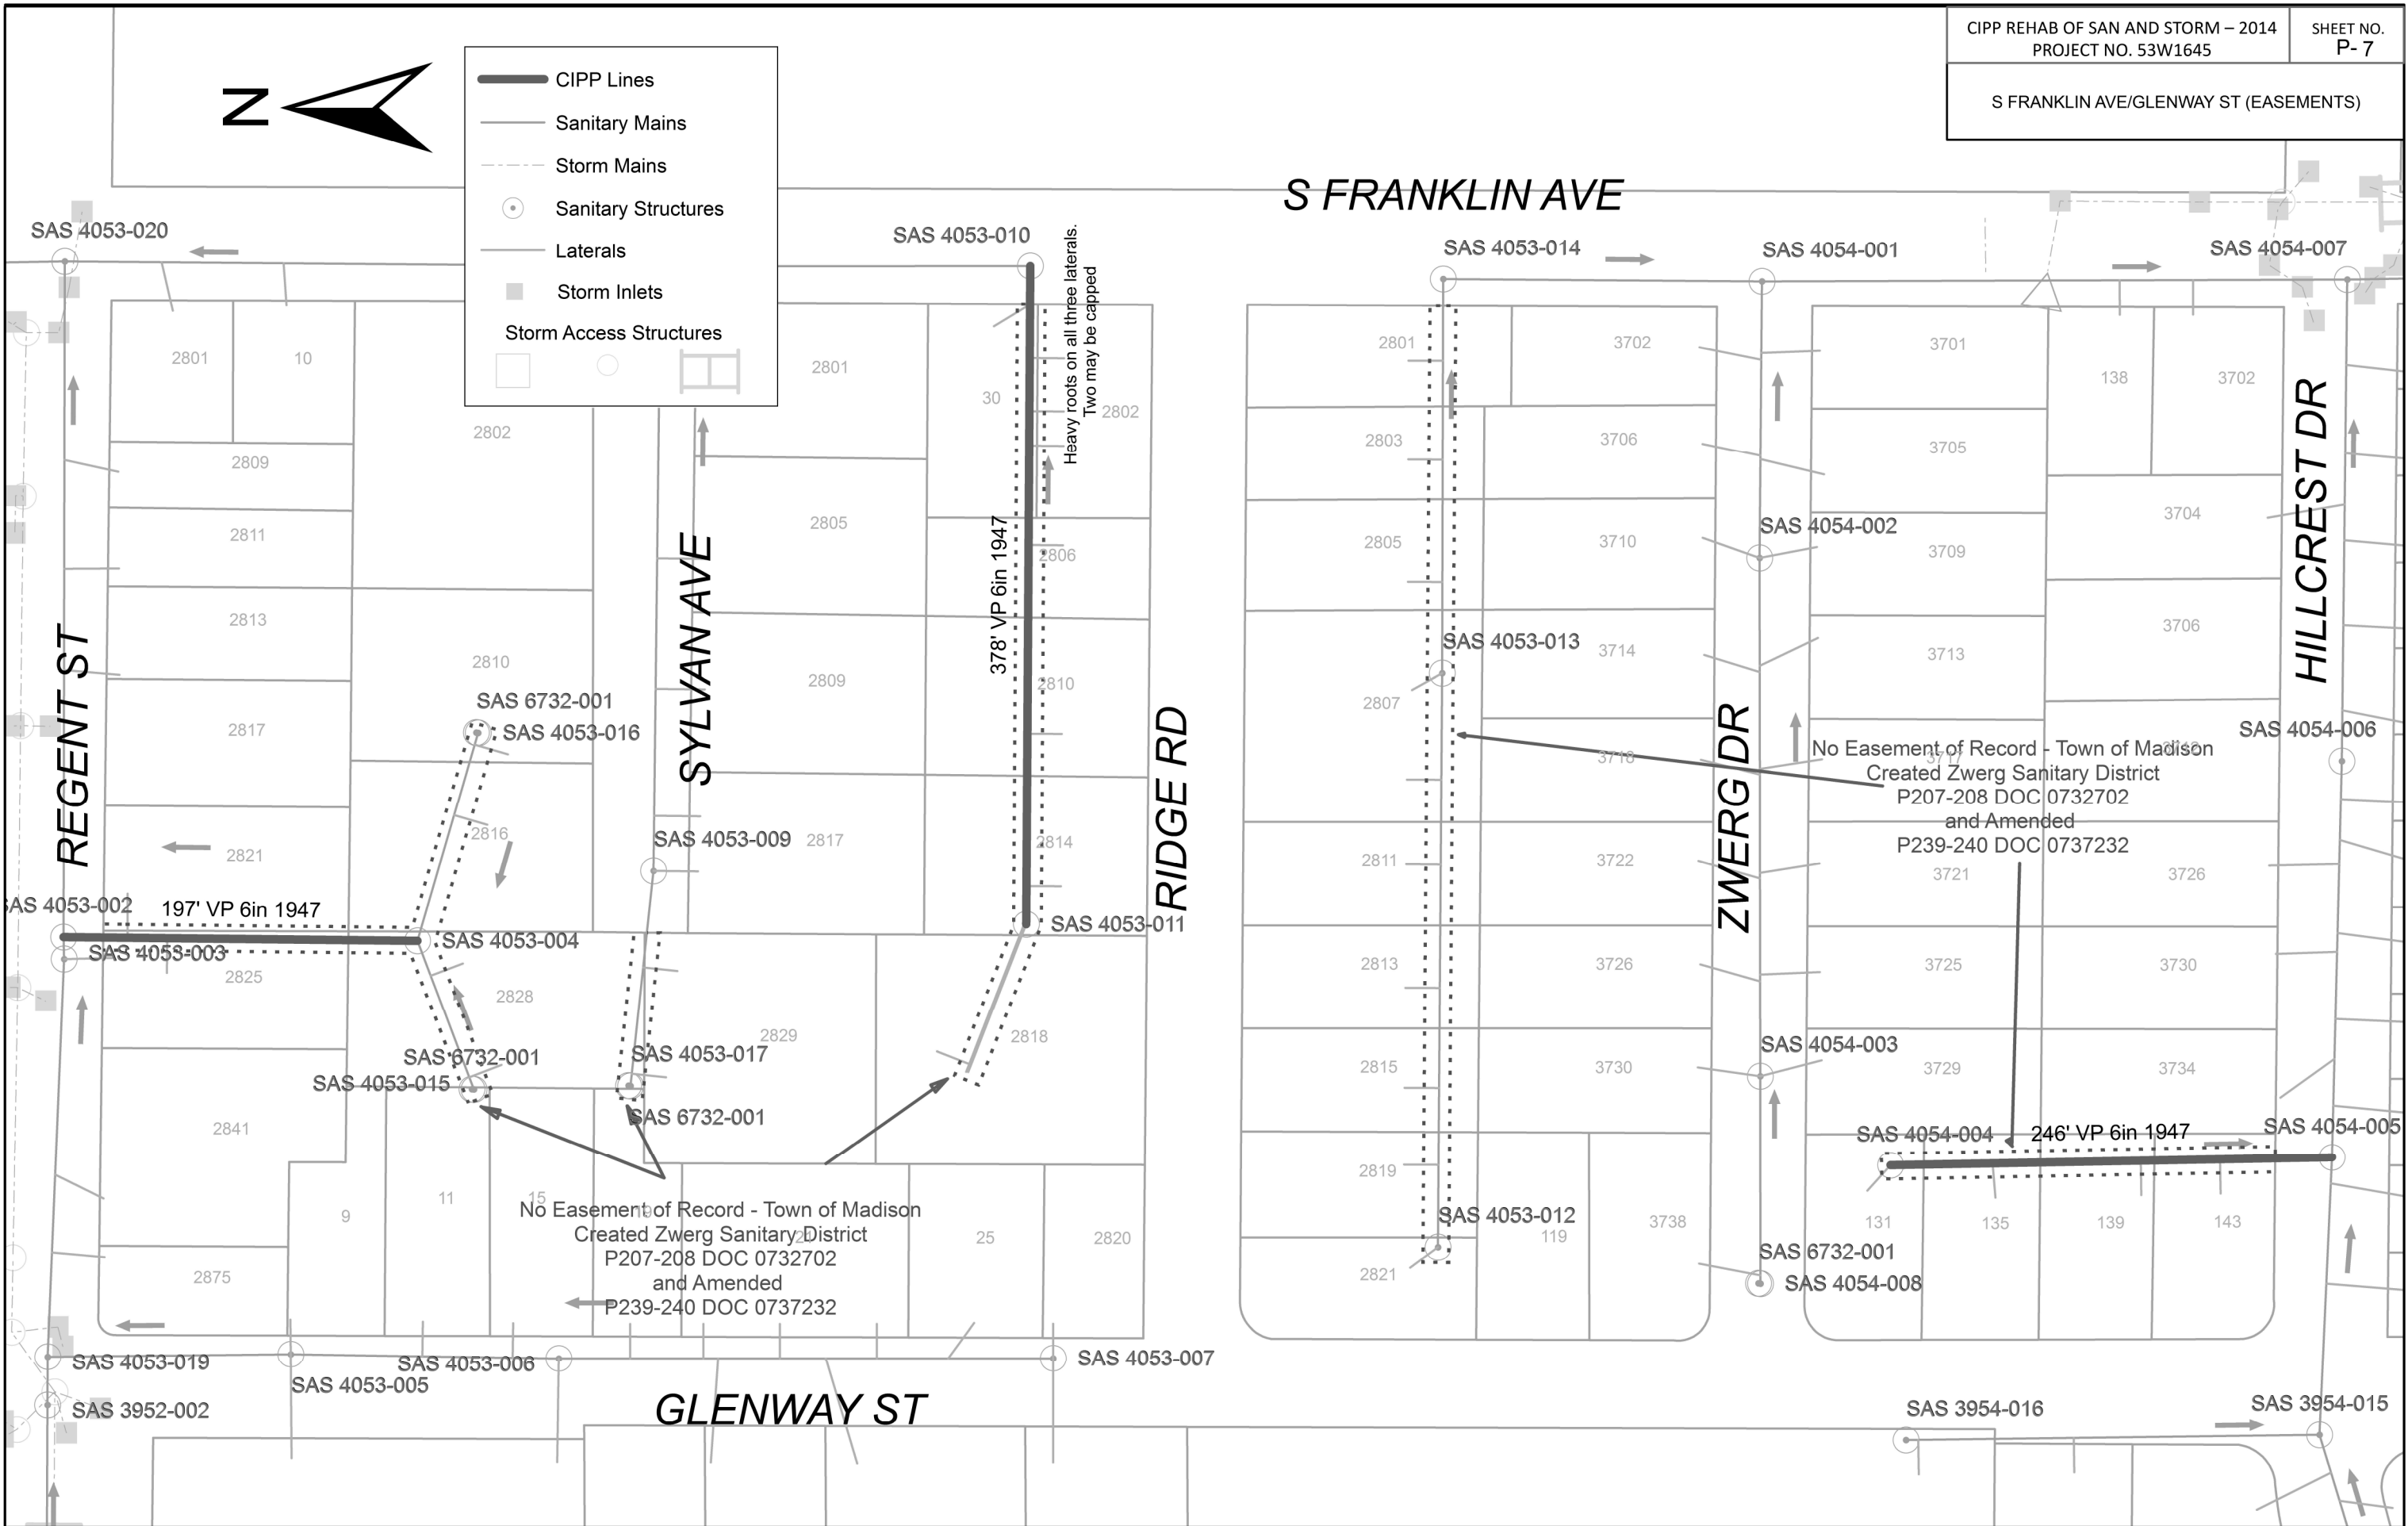 CIPP REHAB OF SAN AND STORM – 2014
PROJECT NO. 53W1645
SHEET NO.
P- 7
S FRANKLIN AVE/GLENWAY ST (EASEMENTS)
N
CIPP Lines
Sanitary Mains
Storm Mains
Sanitary Structures
Laterals
Storm Inlets
Storm Access Structures
S FRANKLIN AVE
SAS 4053-020
SAS 4053-010
SAS 4053-014
SAS 4054-001
SAS 4054-007
Heavy roots on all three laterals.
Two may be capped
2801
10
2802
2809
2811
2813
2817
2821
2825
2841
2875
2810
2816
2828
2801
2805
2809
2817
2829
30
2802
2806
2810
2814
2818
REGENT ST
SYLVAN AVE
RIDGE RD
ZWERG DR
HILLCREST DR
378' VP 6in 1947
SAS 6732-001
SAS 4053-016
SAS 4053-009
SAS 4053-002
197' VP 6in 1947
SAS 4053-003
SAS 4053-004
SAS 4053-011
SAS 6732-001
SAS 4053-015
SAS 4053-017
SAS 6732-001
9
11
15
19
21
25
2820
No Easement of Record - Town of Madison
Created Zwerg Sanitary District
P207-208 DOC 0732702
and Amended
P239-240 DOC 0737232
2801
2803
2805
2807
2811
2813
2815
2819
2821
3702
3706
3710
3714
3718
3722
3726
3730
3738
119
SAS 4053-013
SAS 4053-012
SAS 4054-002
SAS 4054-003
SAS 6732-001
SAS 4054-008
3701
3705
3709
3713
3717
3721
3725
3729
138
3702
3704
3706
3726
3730
3734
SAS 4054-006
No Easement of Record - Town of Madison
Created Zwerg Sanitary District
P207-208 DOC 0732702
and Amended
P239-240 DOC 0737232
SAS 4054-004
246' VP 6in 1947
SAS 4054-005
131
135
139
143
SAS 4053-019
SAS 4053-005
SAS 4053-006
SAS 4053-007
SAS 3952-002
GLENWAY ST
SAS 3954-016
SAS 3954-015